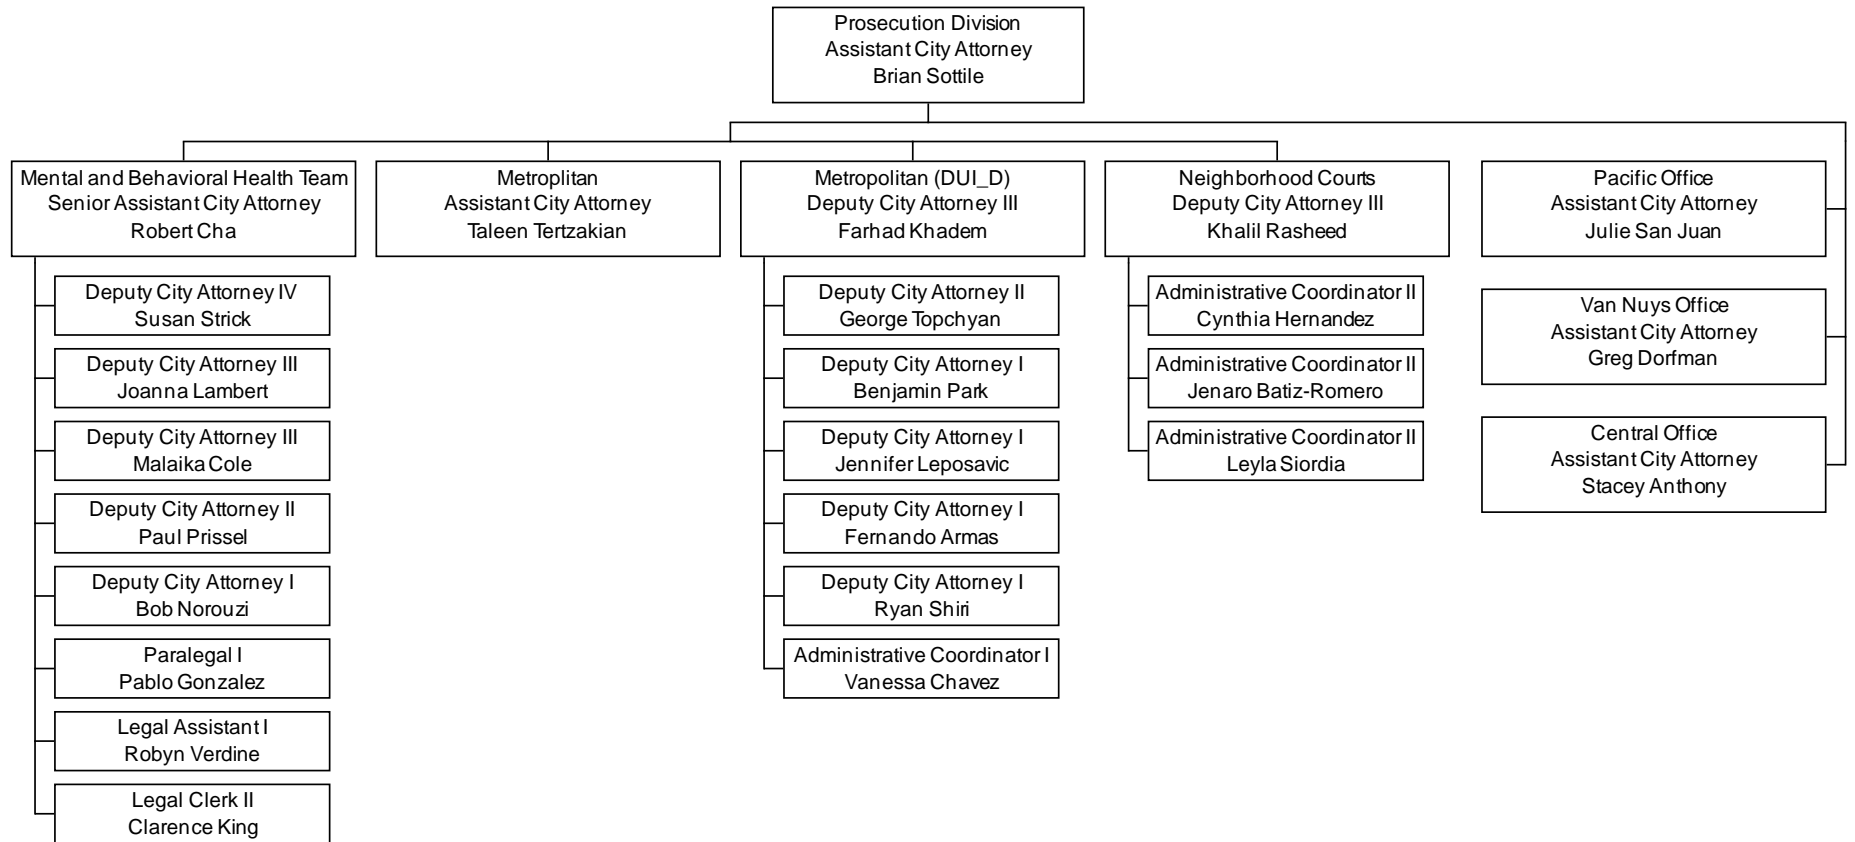 Prosecution Division
Assistant City Attorney
Brian Sottile
Mental and Behavioral Health Team
Senior Assistant City Attorney
Robert Cha
Metroplitan
Assistant City Attorney
Taleen Tertzakian
Metropolitan (DUI_D)
Deputy City Attorney III
Farhad Khadem
Neighborhood Courts
Deputy City Attorney III
Khalil Rasheed
Pacific Office
Assistant City Attorney
Julie San Juan
Deputy City Attorney IV
Susan Strick
Deputy City Attorney III
Joanna Lambert
Deputy City Attorney III
Malaika Cole
Deputy City Attorney II
Paul Prissel
Deputy City Attorney I
Bob Norouzi
Paralegal I
Pablo Gonzalez
Legal Assistant I
Robyn Verdine
Legal Clerk II
Clarence King
Deputy City Attorney II
George Topchyan
Deputy City Attorney I
Benjamin Park
Deputy City Attorney I
Jennifer Leposavic
Deputy City Attorney I
Fernando Armas
Deputy City Attorney I
Ryan Shiri
Administrative Coordinator I
Vanessa Chavez
Administrative Coordinator II
Cynthia Hernandez
Administrative Coordinator II
Jenaro Batiz-Romero
Administrative Coordinator II
Leyla Siordia
Van Nuys Office
Assistant City Attorney
Greg Dorfman
Central Office
Assistant City Attorney
Stacey Anthony